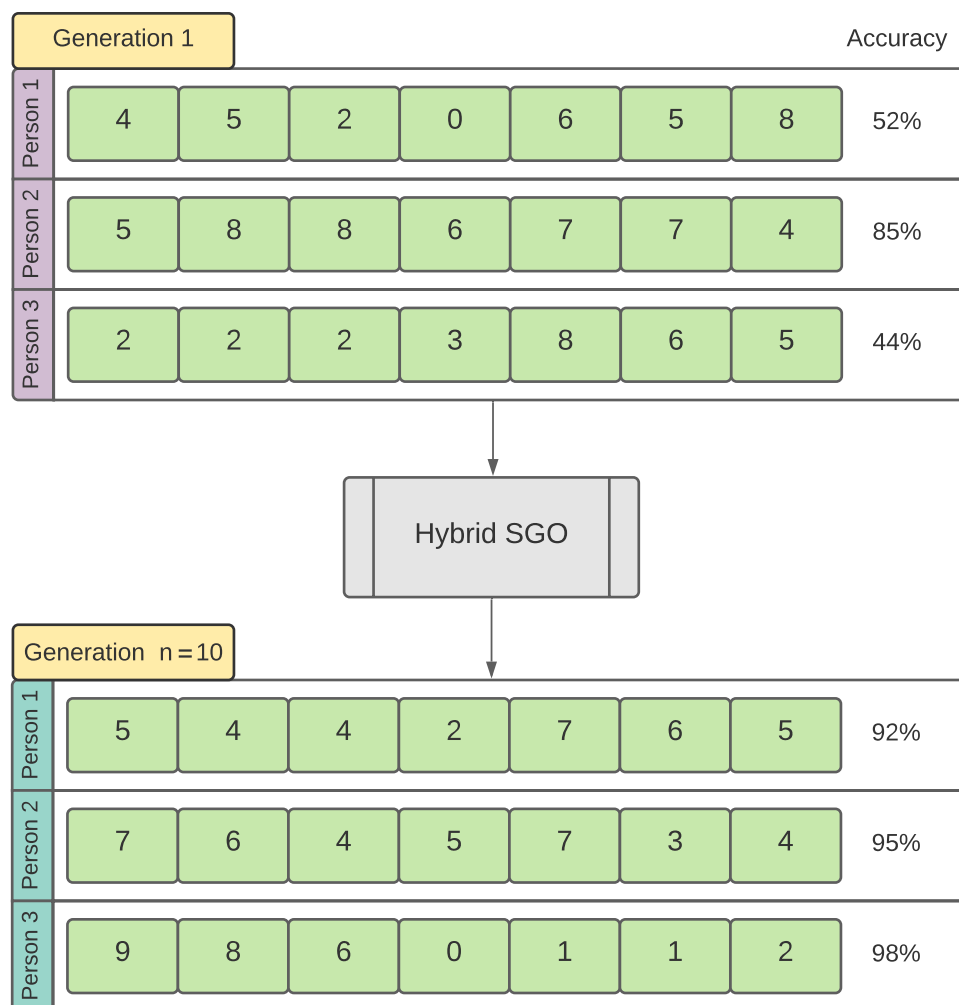 Generation 1
Accuracy
Person 1
4 5 2 0 6 5 8 52%
Person 2
5 8 8 6 7 7 4 85%
Person 3
2 2 2 3 8 6 5 44%
Hybrid SGO
Generation n=10
Person 1
5 4 4 2 7 6 5 92%
Person 2
7 6 4 5 7 3 4 95%
Person 3
9 8 6 0 1 1 2 98%